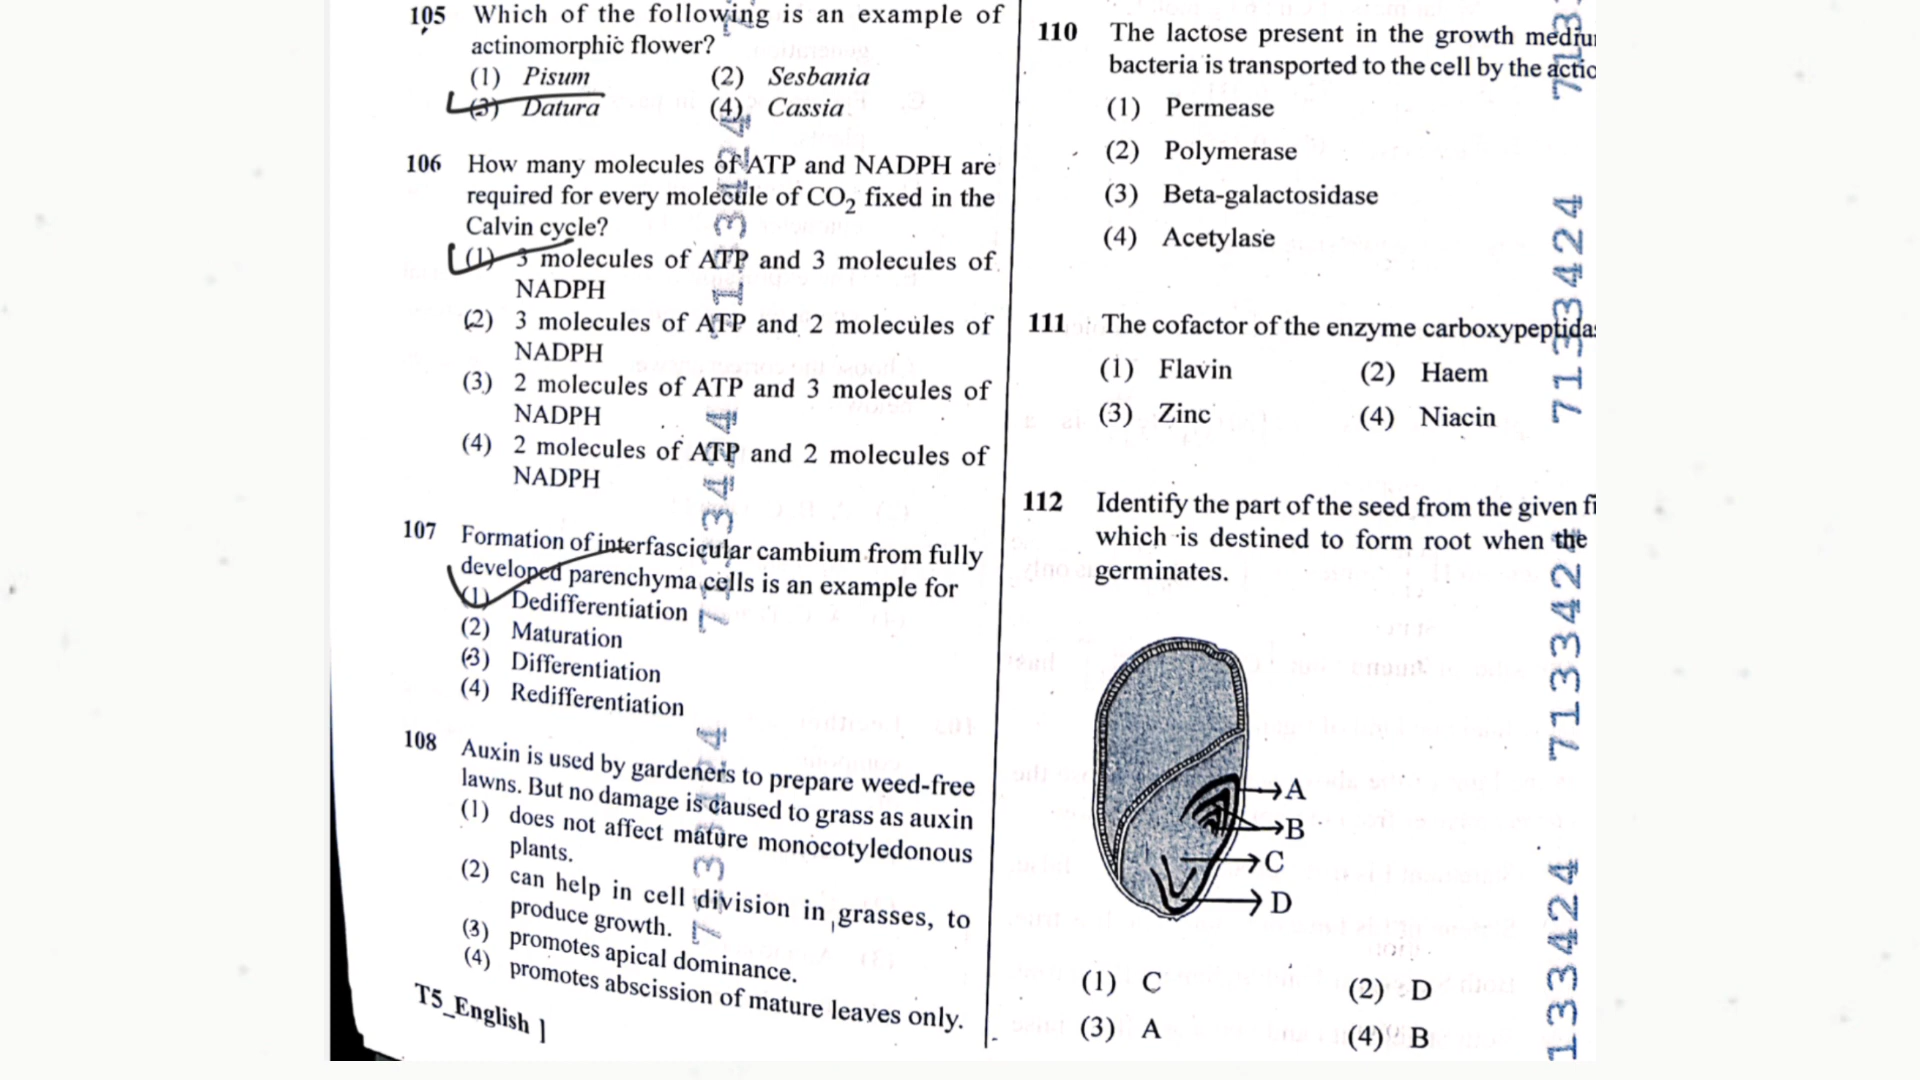 105 Which of the following is an example of
actinomorphic flower?
(1) Pisum (2) Sesbania
(3) Datura (4) Cassia
106 How many molecules of ATP and NADPH are
required for every molecule of CO2 fixed in the
Calvin cycle?
(1) 3 molecules of ATP and 3 molecules of
NADPH
(2) 3 molecules of ATP and 2 molecules of
NADPH
(3) 2 molecules of ATP and 3 molecules of
NADPH
(4) 2 molecules of ATP and 2 molecules of
NADPH
107 Formation of interfascicular cambium from fully
developed parenchyma cells is an example for
(1) Dedifferentiation
(2) Maturation
(3) Differentiation
(4) Redifferentiation
108 Auxin is used by gardeners to prepare weed-free
lawns. But no damage is caused to grass as auxin
(1) does not affect mature monocotyledonous
plants.
(2) can help in cell division in grasses, to
produce growth.
(3) promotes apical dominance.
(4) promotes abscission of mature leaves only.
T5_English ]
110 The lactose present in the growth mediu
bacteria is transported to the cell by the actio
(1) Permease
(2) Polymerase
(3) Beta-galactosidase
(4) Acetylase
111 The cofactor of the enzyme carboxypeptida
(1) Flavin (2) Haem
(3) Zinc (4) Niacin
112 Identify the part of the seed from the given fi
which is destined to form root when the
germinates.
A
B
C
D
(1) C (2) D
(3) A (4) B
7133424
7133424
7133424
713
7133424
7133424
133424